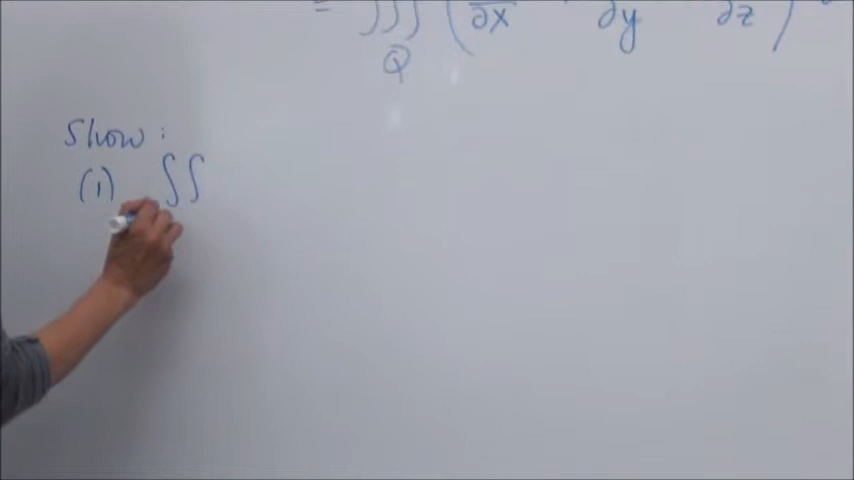 = ∭ ( ∂x ∂y ∂z )
Q
Show :
(1) ∫∫